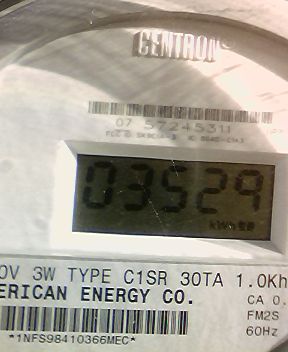 CENTRON
07 57245311
03529
kWh
0V 3W TYPE C1SR 30TA 1.0Kh
ERICAN ENERGY CO.
CA 0.
FM2S
60Hz
*1NFS98410366MEC*